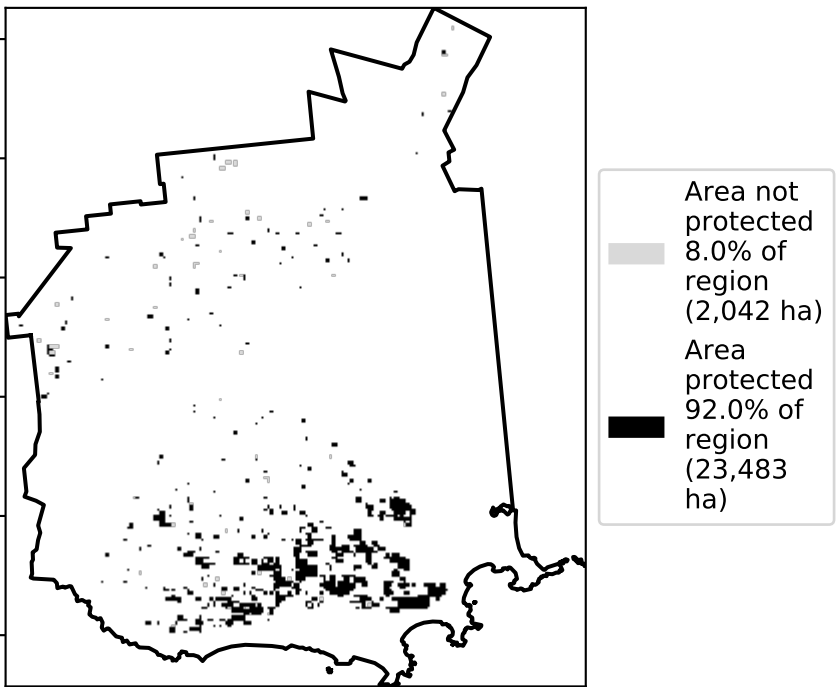 Area not
protected
8.0% of
region
(2,042 ha)
Area
protected
92.0% of
region
(23,483
ha)